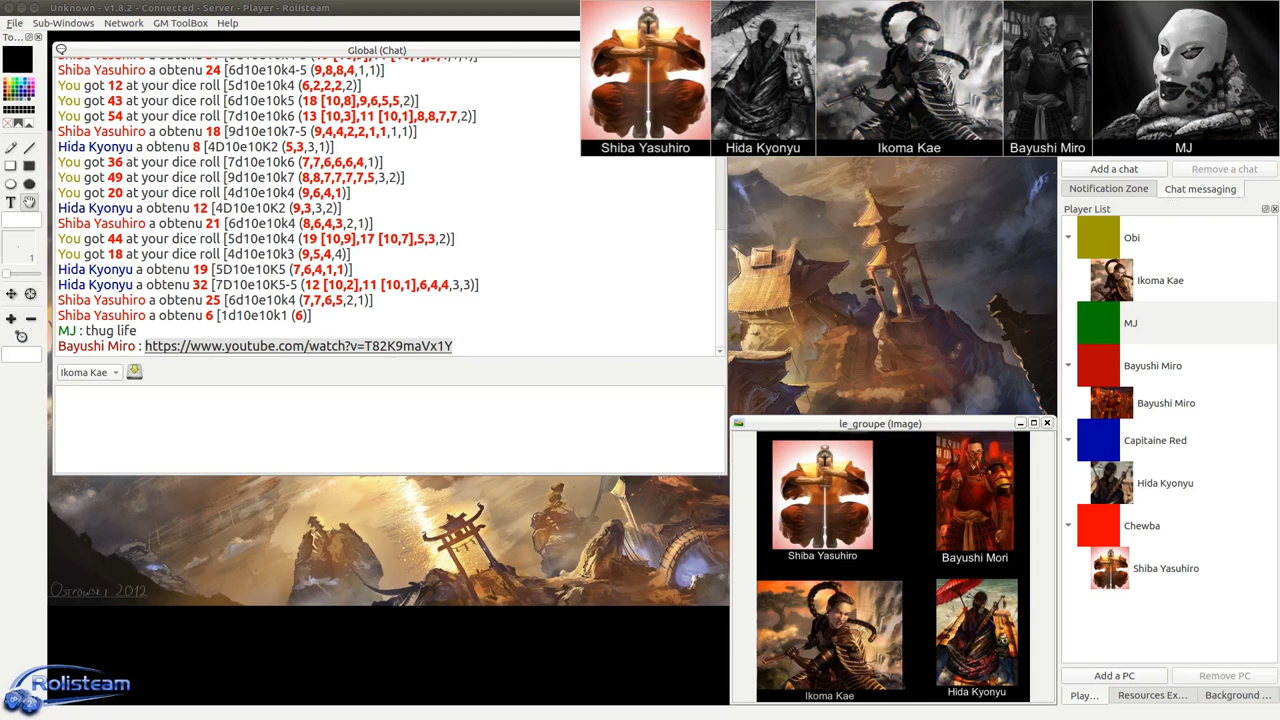 Unknown - v1.8.2 - Connected - Server - Player - Rolisteam
File Sub-Windows Network GM ToolBox Help
To...
Global (Chat)
Shiba Yasuhiro a obtenu 24 [6d10e10k4-5 (9,8,8,4,1,1)]
You got 12 at your dice roll [5d10e10k4 (6,2,2,2,2)]
You got 43 at your dice roll [6d10e10k5 (18 [10,8],9,6,5,5,2)]
You got 54 at your dice roll [7d10e10k6 (13 [10,3],11 [10,1],8,8,7,7,2)]
Shiba Yasuhiro a obtenu 18 [9d10e10k7-5 (9,4,4,2,2,1,1,1,1)]
Hida Kyonyu a obtenu 8 [4D10e10K2 (5,3,3,1)]
You got 36 at your dice roll [7d10e10k6 (7,7,6,6,6,4,1)]
You got 49 at your dice roll [9d10e10k7 (8,8,7,7,7,7,5,3,2)]
You got 20 at your dice roll [4d10e10k4 (9,6,4,1)]
Hida Kyonyu a obtenu 12 [4D10e10K2 (9,3,3,2)]
Shiba Yasuhiro a obtenu 21 [6d10e10k4 (8,6,4,3,2,1)]
You got 44 at your dice roll [5d10e10k4 (19 [10,9],17 [10,7],5,3,2)]
You got 18 at your dice roll [4d10e10k3 (9,5,4,4)]
Hida Kyonyu a obtenu 19 [5D10e10K5 (7,6,4,1,1)]
Hida Kyonyu a obtenu 32 [7D10e10K5-5 (12 [10,2],11 [10,1],6,4,4,3,3)]
Shiba Yasuhiro a obtenu 25 [6d10e10k4 (7,7,6,5,2,1)]
Shiba Yasuhiro a obtenu 6 [1d10e10k1 (6)]
MJ : thug life
Bayushi Miro : https://www.youtube.com/watch?v=T82K9maVx1Y
Ikoma Kae
T
1
Shiba Yasuhiro
Hida Kyonyu
Ikoma Kae
Bayushi Miro
MJ
Add a chat
Remove a chat
Notification Zone
Chat messaging
Player List
Obi
Ikoma Kae
MJ
Bayushi Miro
Bayushi Miro
Capitaine Red
Hida Kyonyu
Chewba
Shiba Yasuhiro
le_groupe (Image)
Shiba Yasuhiro
Bayushi Mori
Ikoma Kae
Hida Kyonyu
Ostrowski 2012
Rolisteam
Add a PC
Remove PC
Play...
Resources Ex...
Background ...